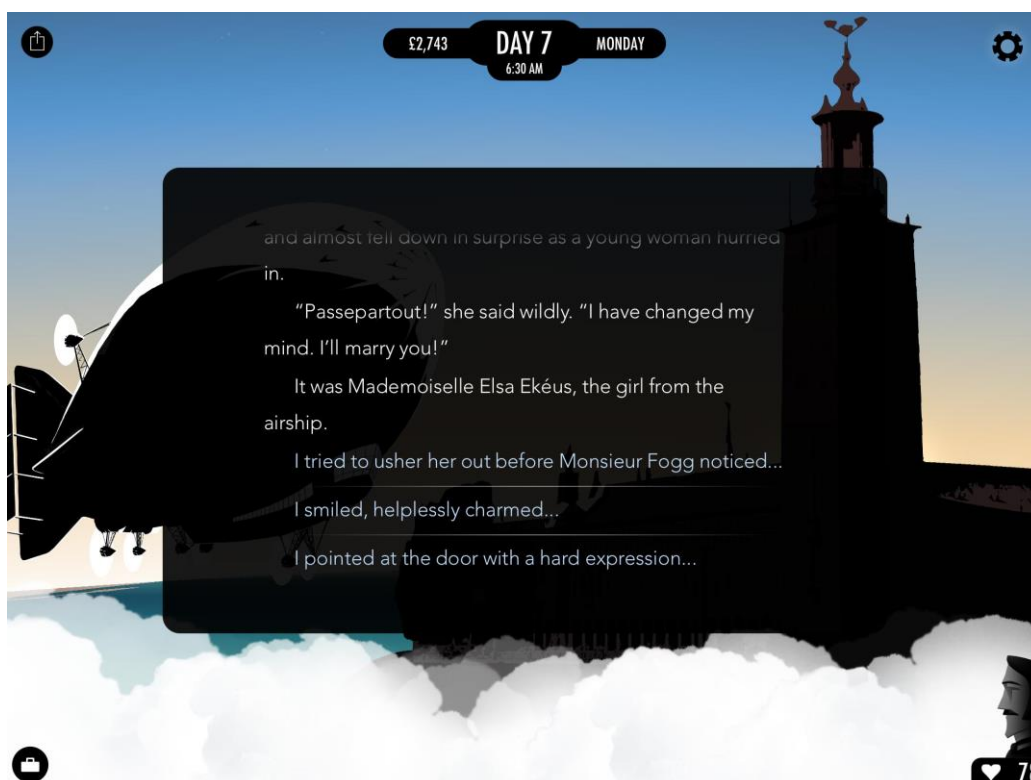 £2,743
DAY 7
MONDAY
6:30 AM
and almost fell down in surprise as a young woman hurried
in.
“Passepartout!” she said wildly. “I have changed my
mind. I’ll marry you!”
It was Mademoiselle Elsa Ekéus, the girl from the
airship.
I tried to usher her out before Monsieur Fogg noticed...
I smiled, helplessly charmed...
I pointed at the door with a hard expression...